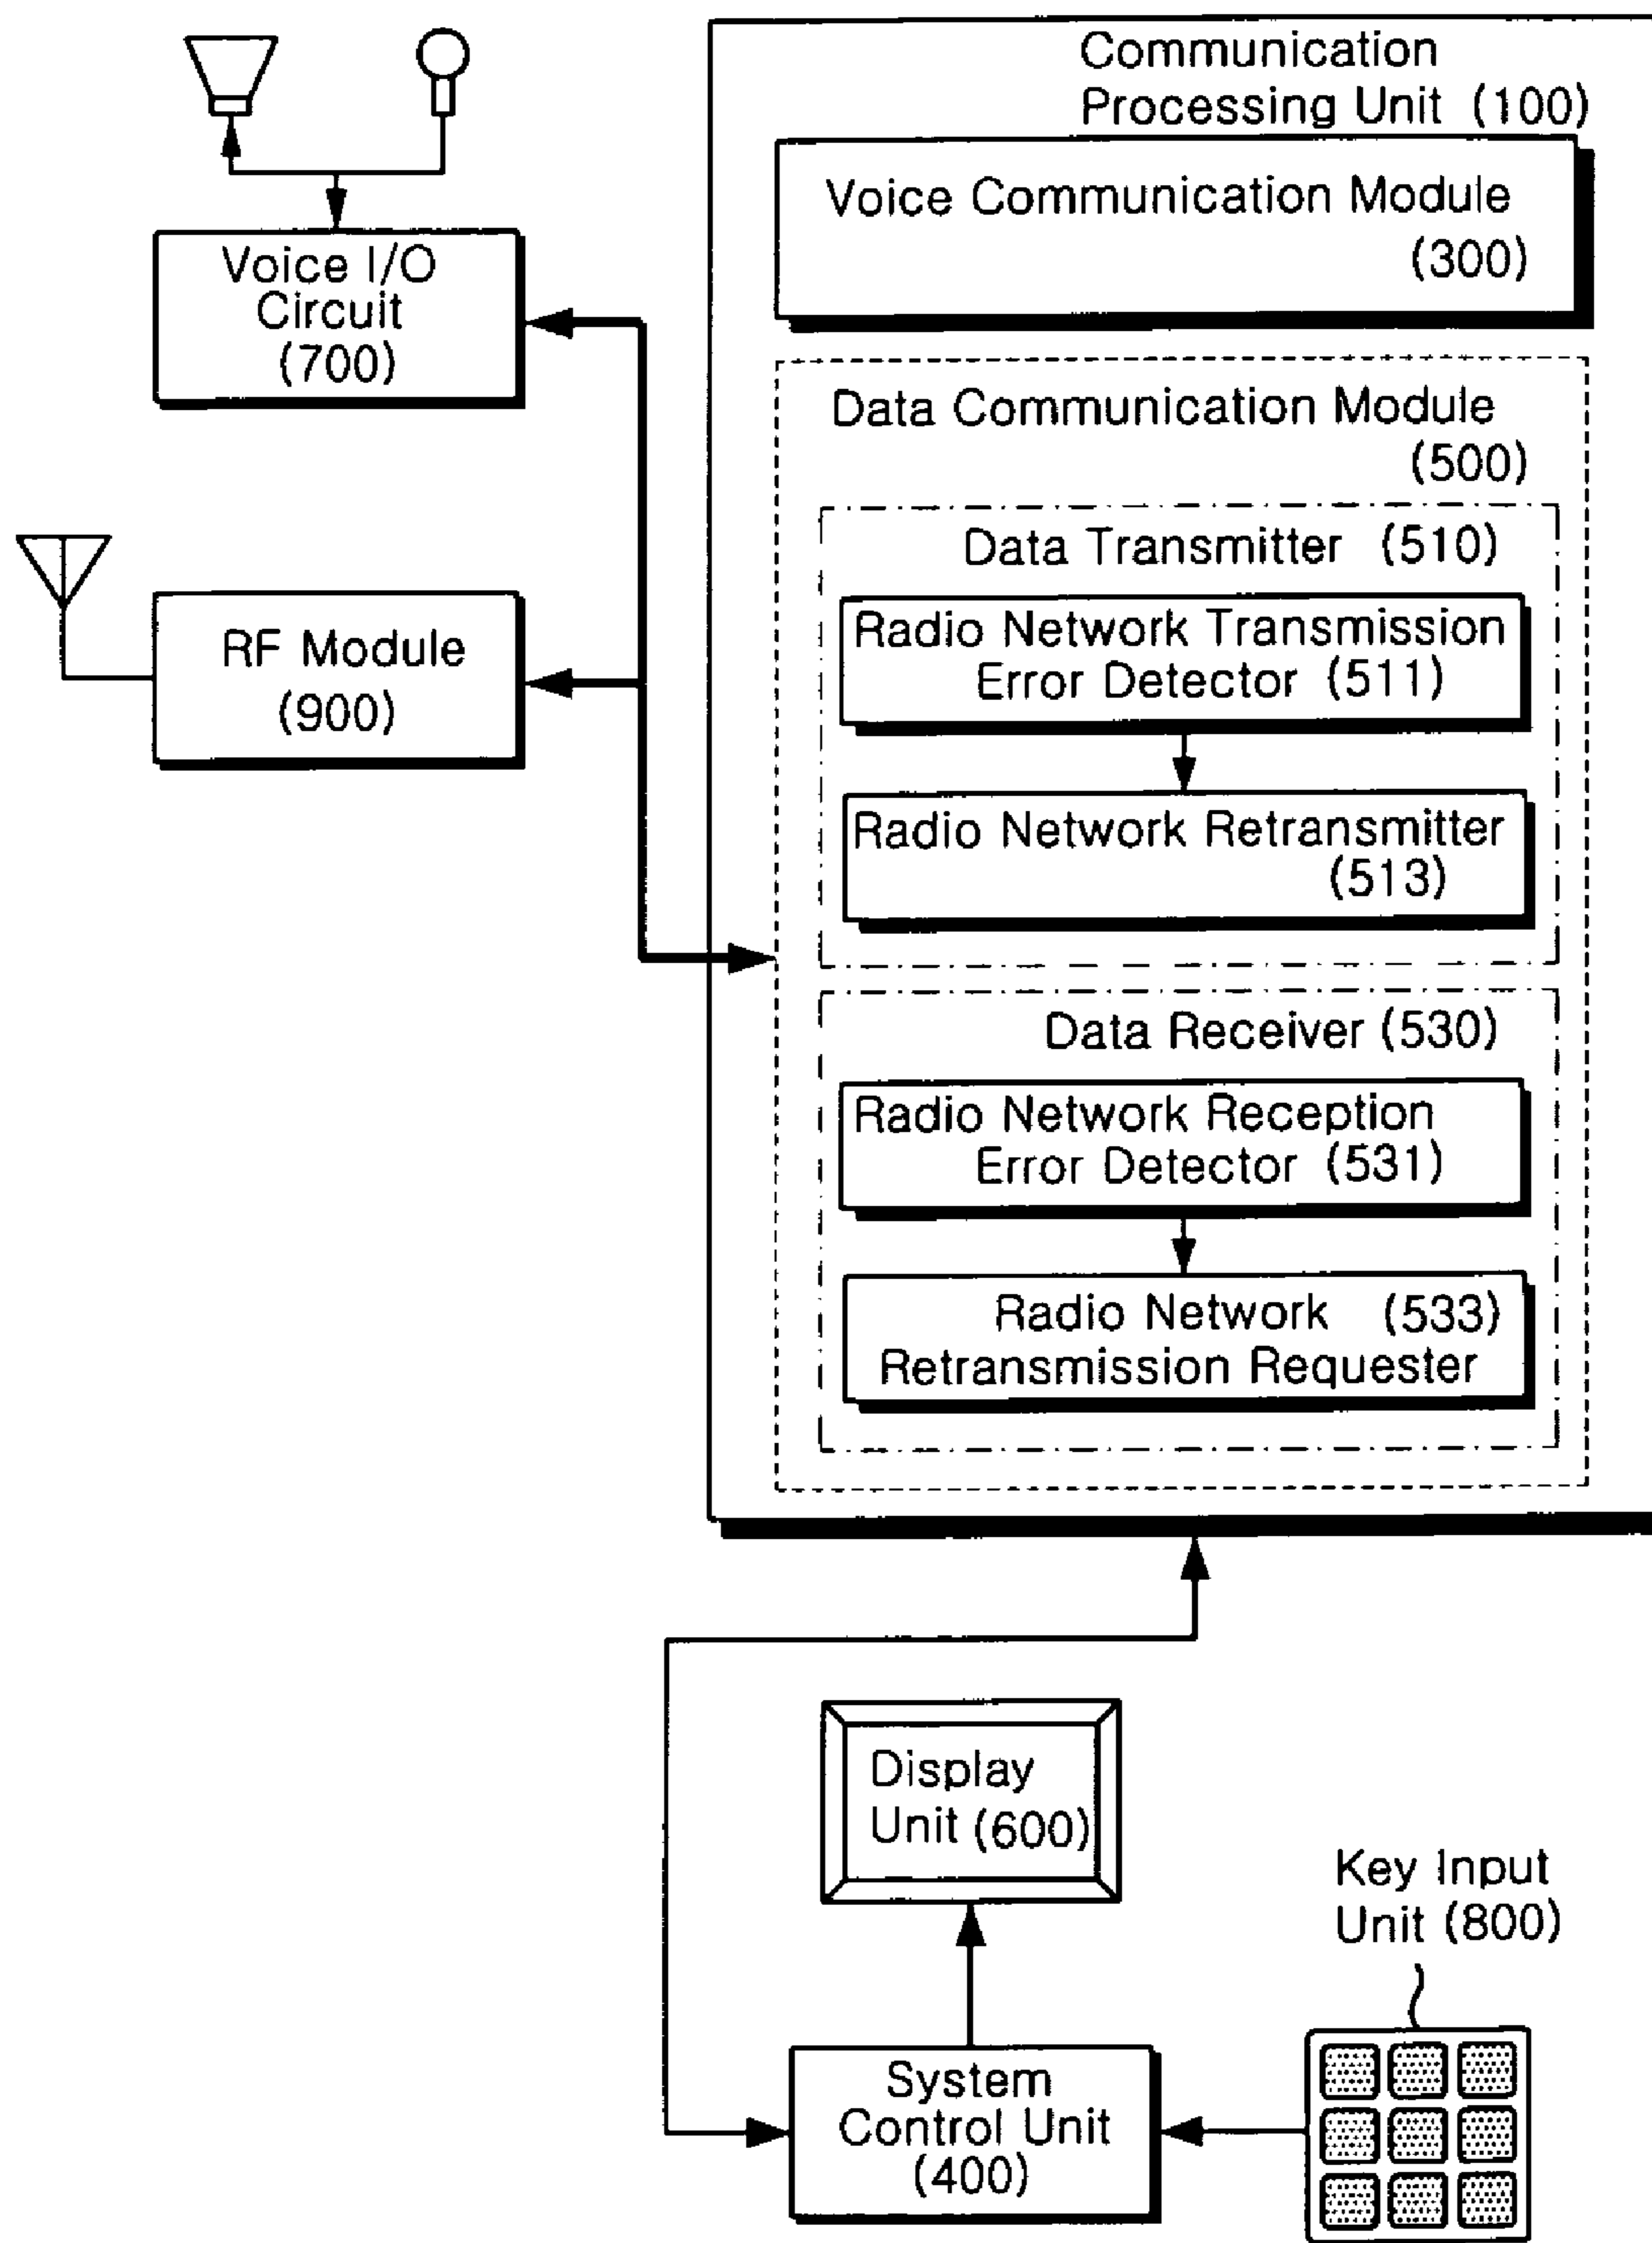 Communication
Processing Unit (100)
Voice Communication Module
(300)
Voice I/O
Circuit
(700)
Data Communication Module
(500)
Data Transmitter (510)
Radio Network Transmission
Error Detector (511)
RF Module
(900)
Radio Network Retransmitter
(513)
Data Receiver (530)
Radio Network Reception
Error Detector (531)
Radio Network (533)
Retransmission Requester
Display
Unit (600)
Key Input
Unit (800)
System
Control Unit
(400)